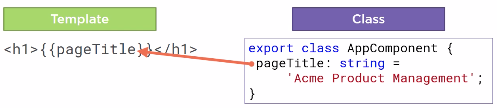 Template
Class
<h1>{{pageTitle}}</h1>
export class AppComponent {
pageTitle: string =
'Acme Product Management';
}